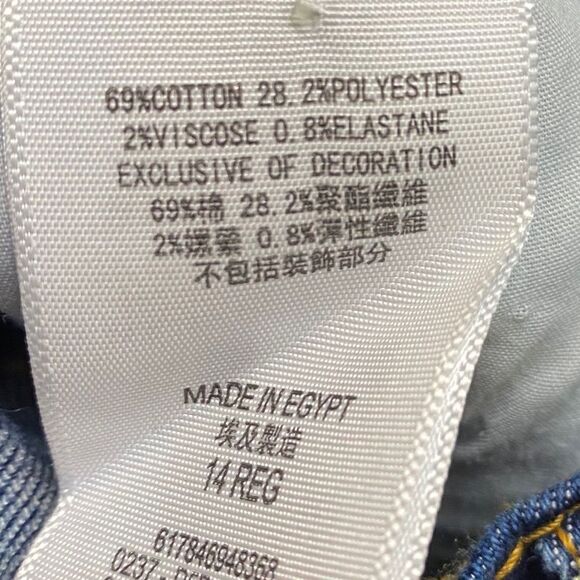 69%COTTON 28.2%POLYESTER
2%VISCOSE 0.8%ELASTANE
EXCLUSIVE OF DECORATION
69%棉 28.2%聚酯纖維
2%嫘縈 0.8%彈性纖維
不包括裝飾部分
MADE IN EGYPT
埃及製造
14 REG
617846948368
0237 -